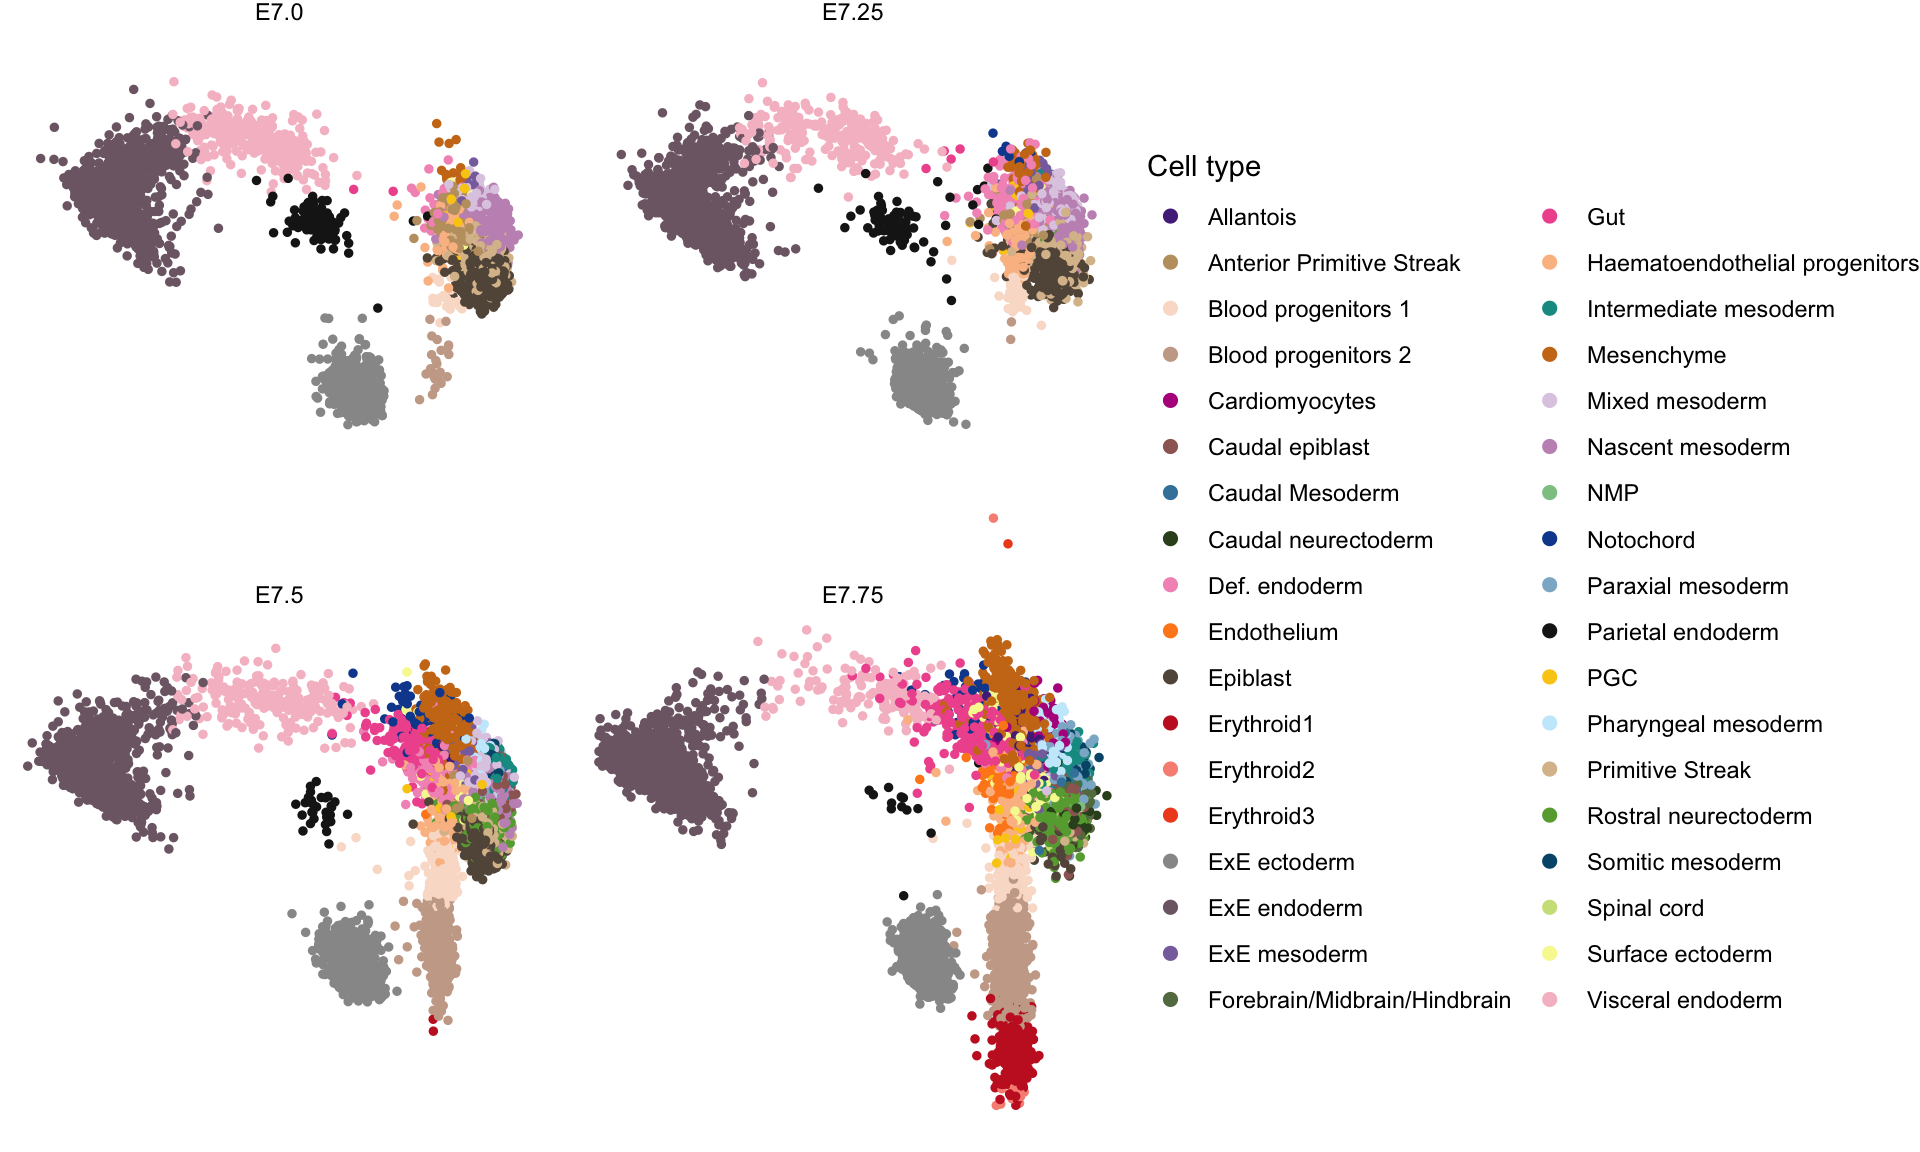 E7.0
E7.25
E7.5
E7.75
Cell type
Allantois
Anterior Primitive Streak
Blood progenitors 1
Blood progenitors 2
Cardiomyocytes
Caudal epiblast
Caudal Mesoderm
Caudal neurectoderm
Def. endoderm
Endothelium
Epiblast
Erythroid1
Erythroid2
Erythroid3
ExE ectoderm
ExE endoderm
ExE mesoderm
Forebrain/Midbrain/Hindbrain
Gut
Haematoendothelial progenitors
Intermediate mesoderm
Mesenchyme
Mixed mesoderm
Nascent mesoderm
NMP
Notochord
Paraxial mesoderm
Parietal endoderm
PGC
Pharyngeal mesoderm
Primitive Streak
Rostral neurectoderm
Somitic mesoderm
Spinal cord
Surface ectoderm
Visceral endoderm